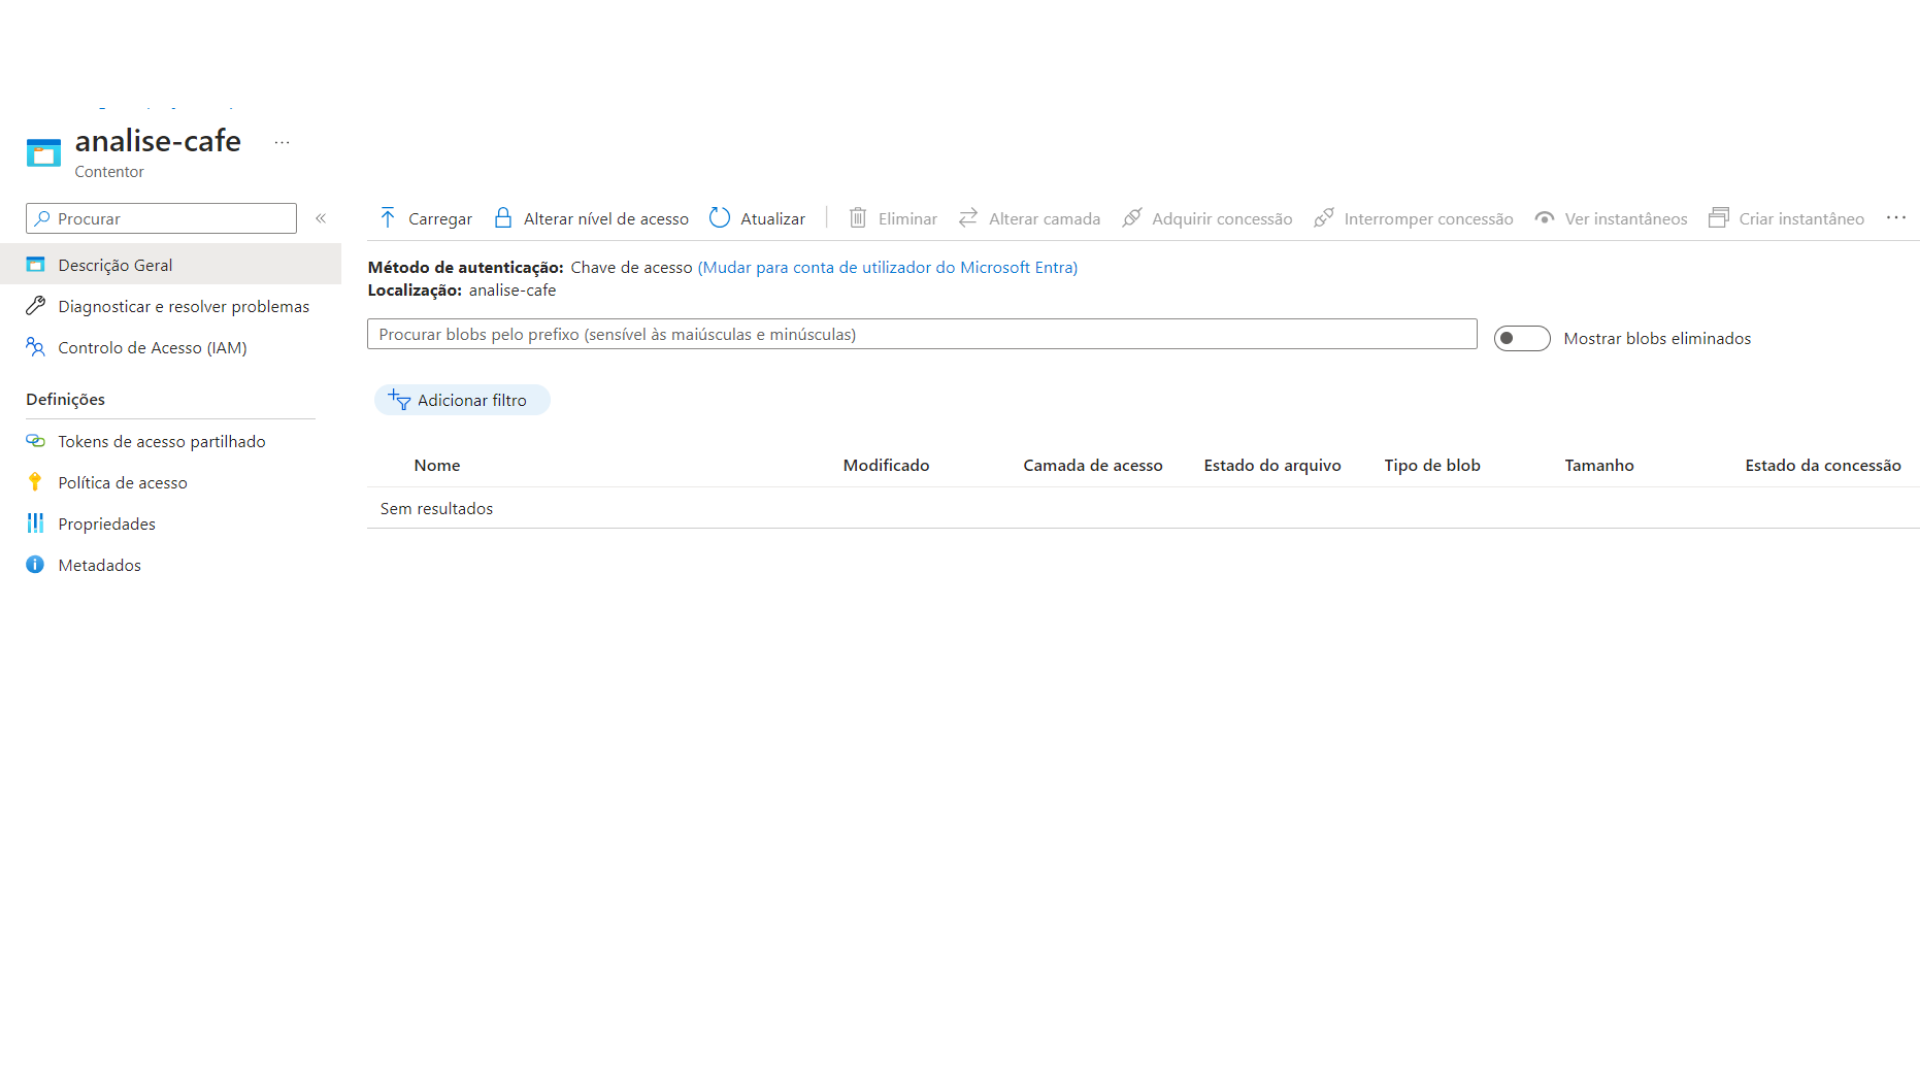 analise-cafe
Contentor
Procurar
Carregar Alterar nível de acesso Atualizar Eliminar Alterar camada Adquirir concessão Interromper concessão Ver instantâneos Criar instantâneo
Descrição Geral
Diagnosticar e resolver problemas
Controlo de Acesso (IAM)
Definições
Tokens de acesso partilhado
Política de acesso
Propriedades
Metadados
Método de autenticação: Chave de acesso (Mudar para conta de utilizador do Microsoft Entra)
Localização: analise-cafe
Procurar blobs pelo prefixo (sensível às maiúsculas e minúsculas)
Mostrar blobs eliminados
Adicionar filtro
Nome Modificado Camada de acesso Estado do arquivo Tipo de blob Tamanho Estado da concessão
Sem resultados